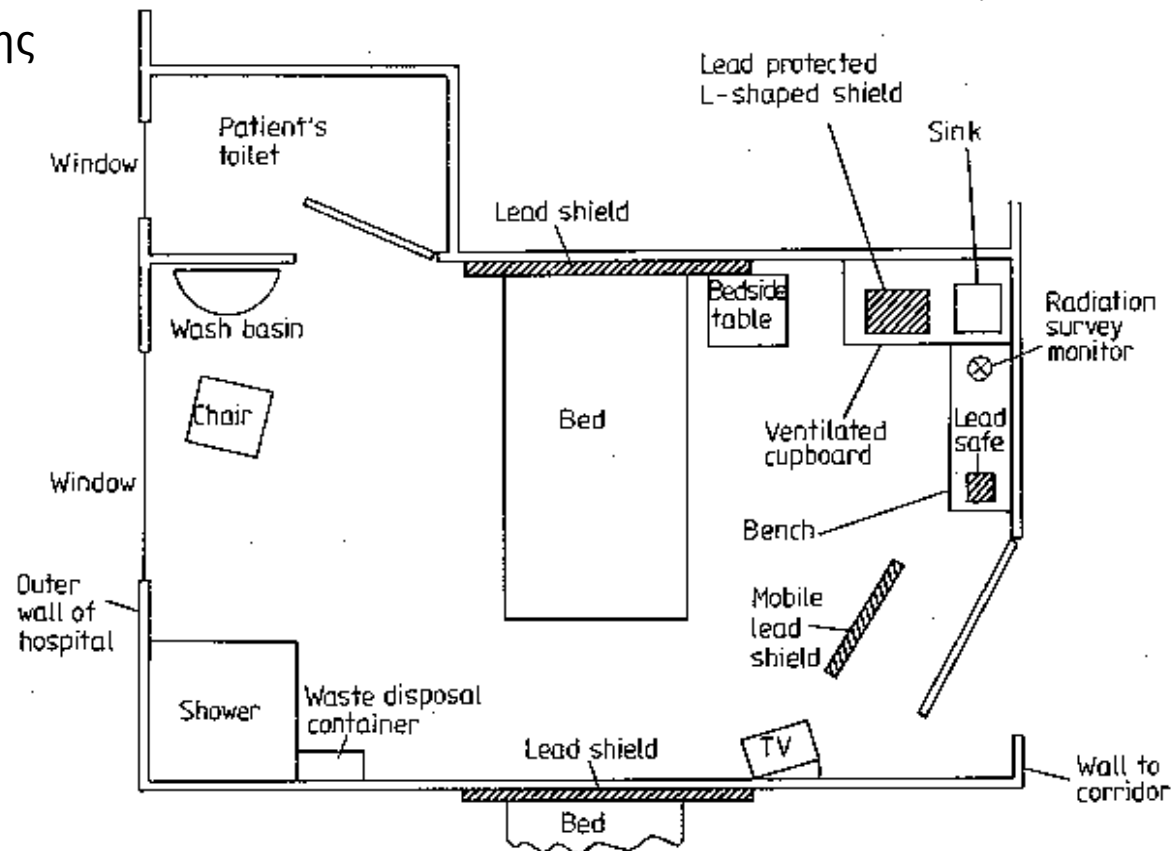 ης
Lead protected
L-shaped shield
Sink
Patient's
toilet
Window
Lead shield
Bedside
table
Radiation
survey
monitor
Wash basin
Chair
Bed
Ventilated
cupboard
Lead
safe
Window
Bench
Outer
wall of
hospital
Mobile
lead
shield
Shower
Waste disposal
container
Lead shield
TV
Wall to
corridor
Bed